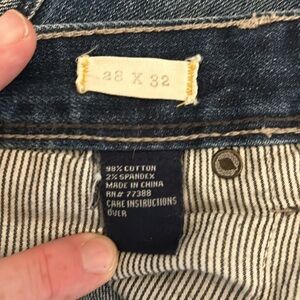 28 X 32
98% COTTON
2% SPANDEX
MADE IN CHINA
RN# 77388
CARE INSTRUCTIONS
OVER